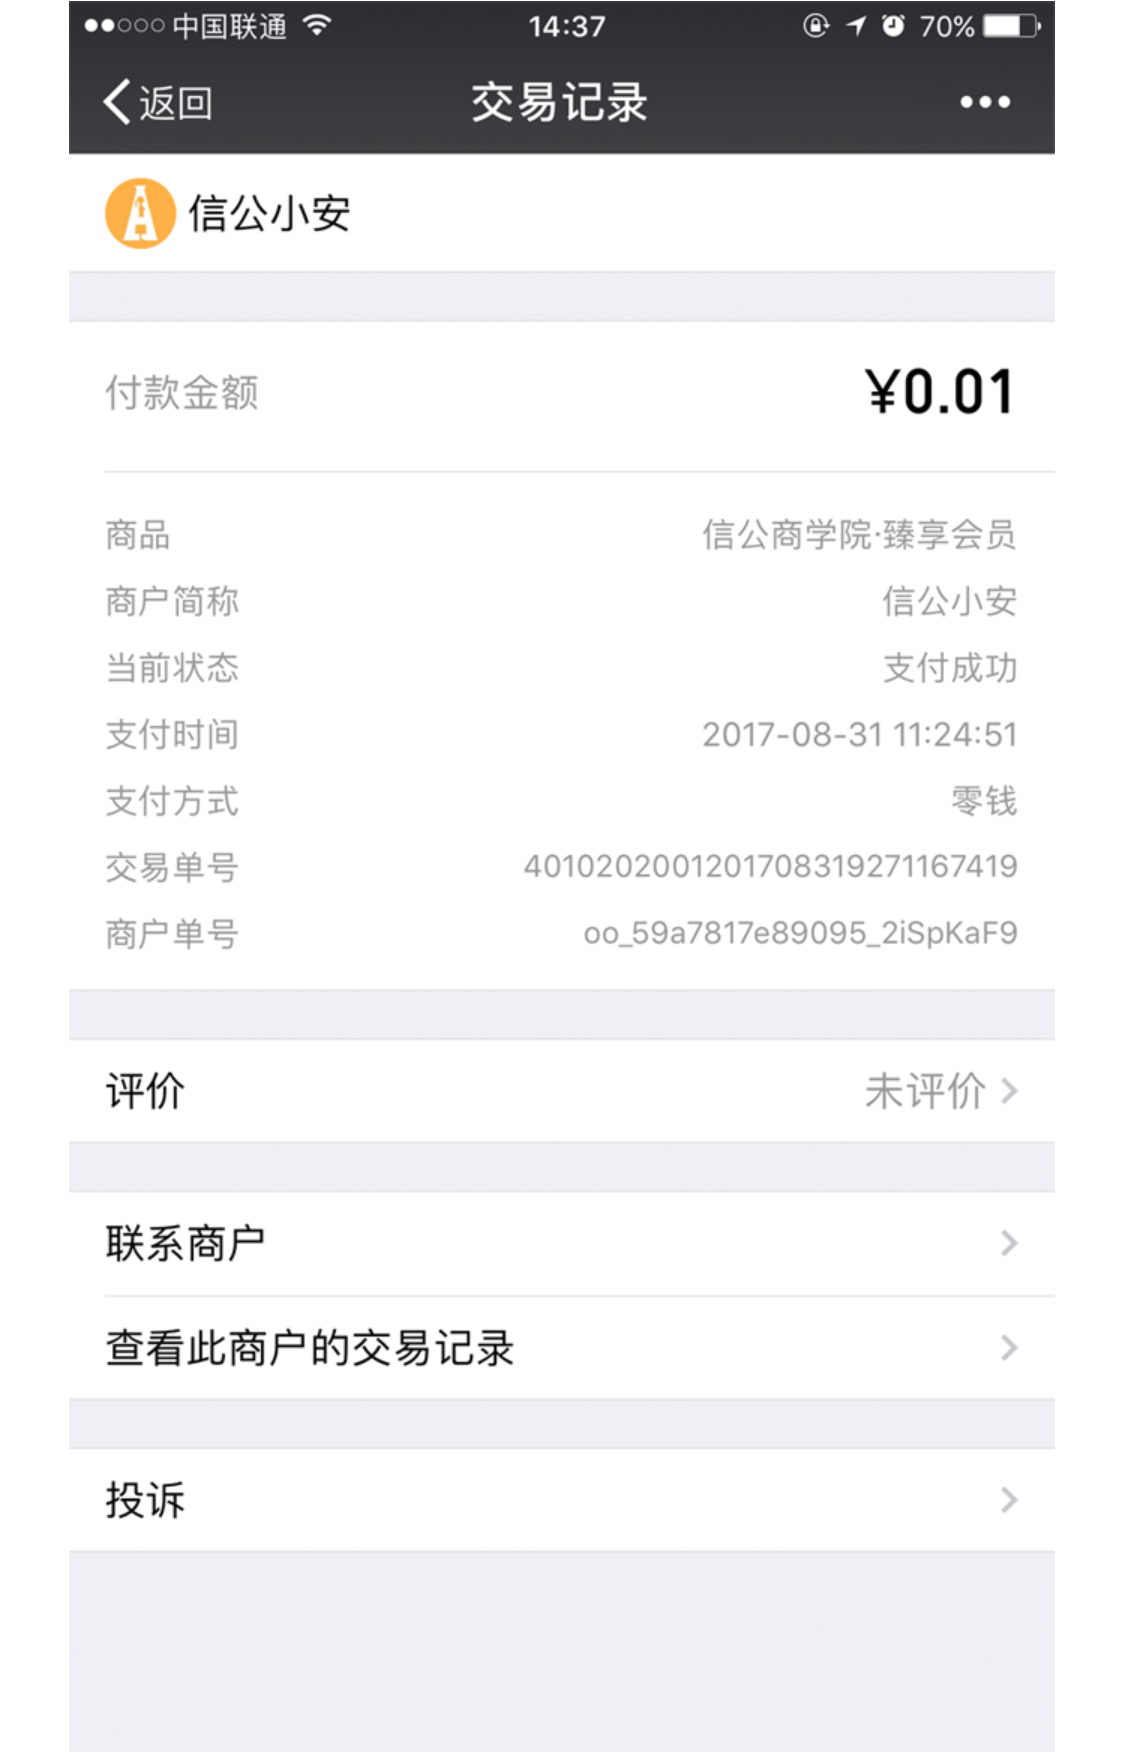 中国联通 14:37 70%
返回 交易记录
信公小安
付款金额 ¥0.01
商品 信公商学院·臻享会员
商户简称 信公小安
当前状态 支付成功
支付时间 2017-08-31 11:24:51
支付方式 零钱
交易单号 4010202001201708319271167419
商户单号 oo_59a7817e89095_2iSpKaF9
评价 未评价
联系商户
查看此商户的交易记录
投诉